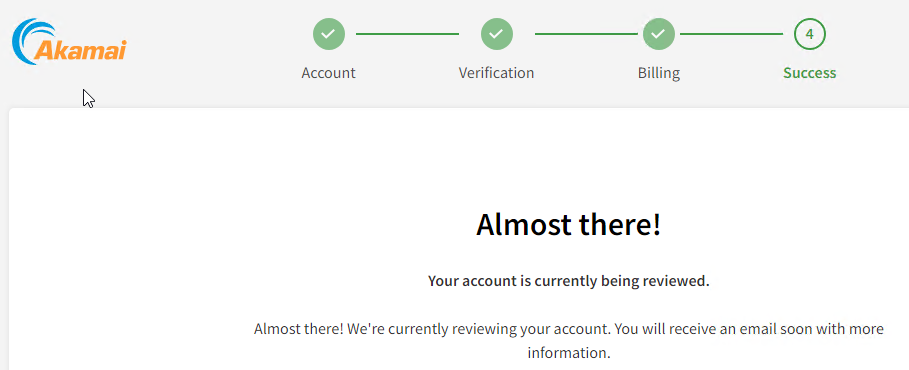 Akamai
4
Account
Verification
Billing
Success
Almost there!
Your account is currently being reviewed.
Almost there! We're currently reviewing your account. You will receive an email soon with more
information.